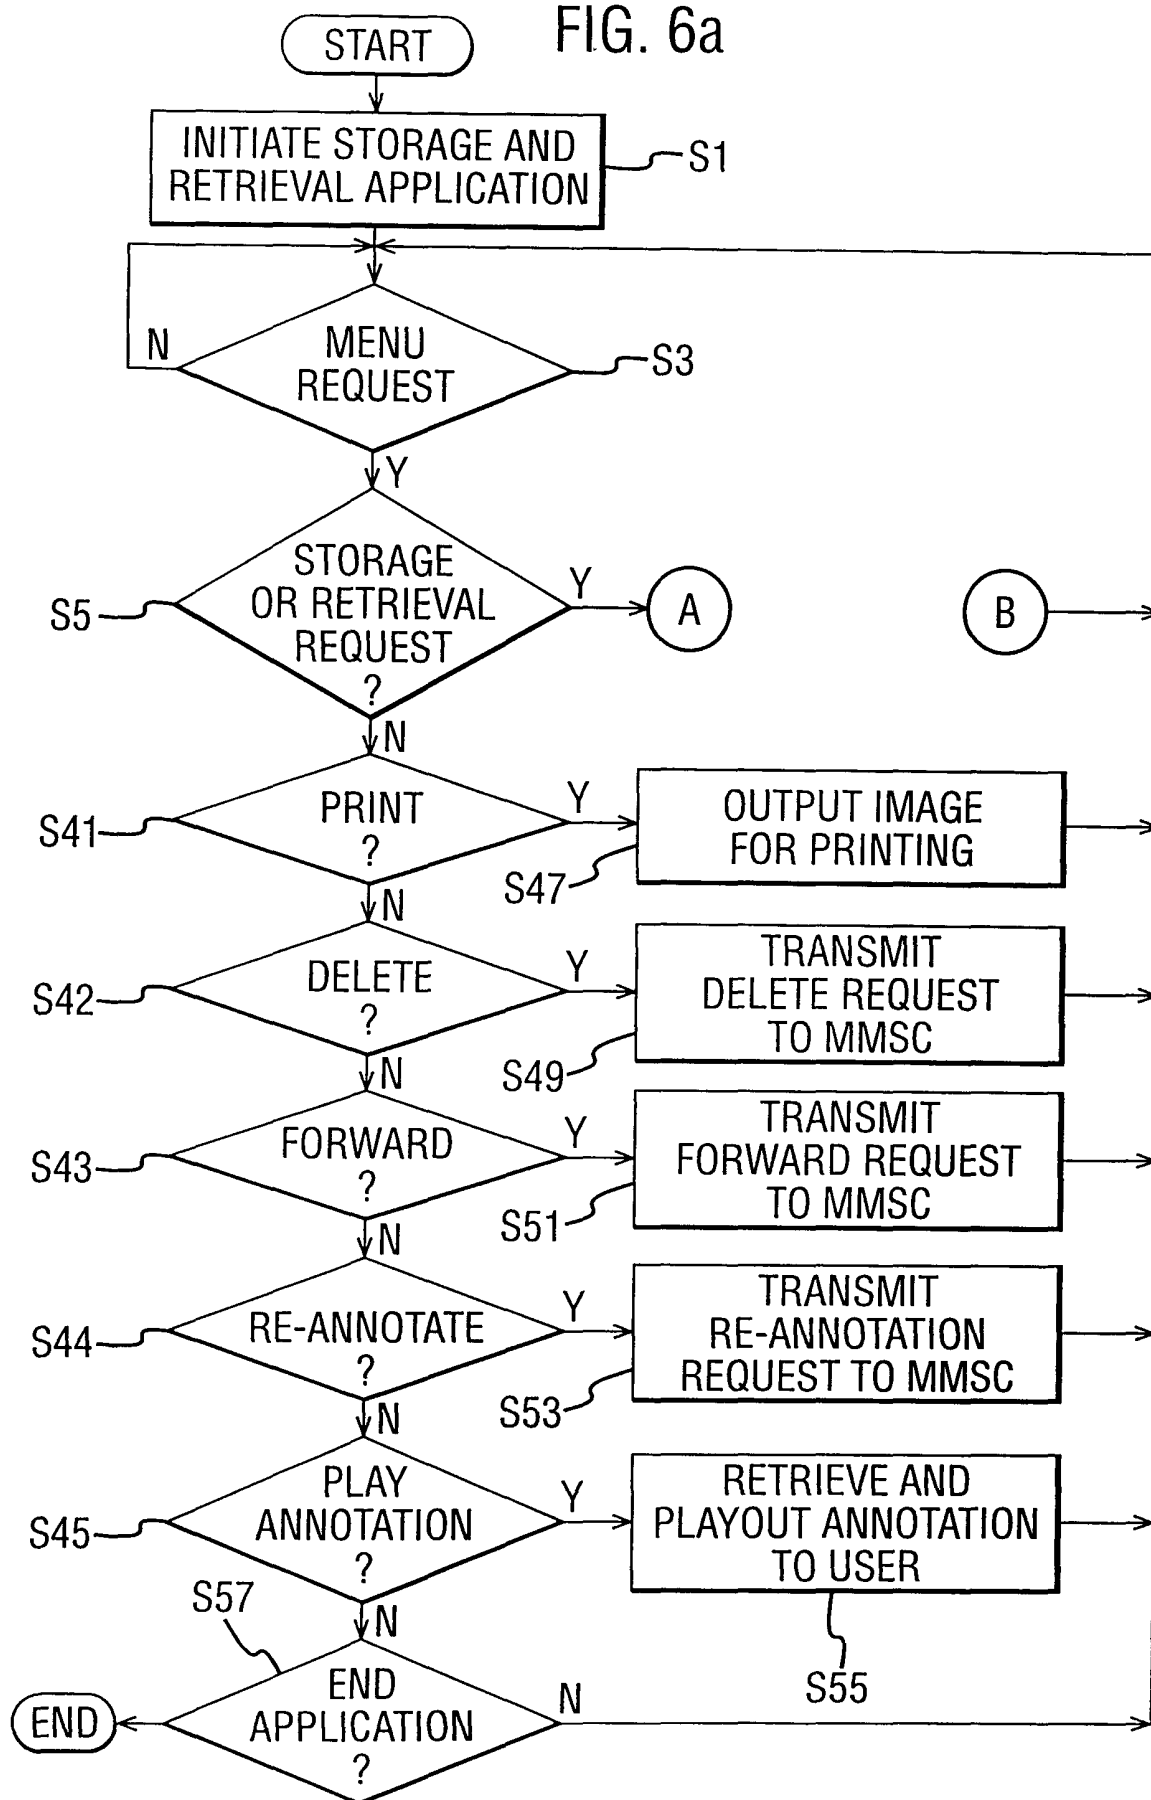 FIG. 6a
START
INITIATE STORAGE AND
RETRIEVAL APPLICATION
S1
MENU
REQUEST
S3
N
Y
STORAGE
OR RETRIEVAL
REQUEST
?
S5
Y
A
B
N
PRINT
?
S41
Y
OUTPUT IMAGE
FOR PRINTING
S47
N
DELETE
?
S42
Y
TRANSMIT
DELETE REQUEST
TO MMSC
S49
N
FORWARD
?
S43
Y
TRANSMIT
FORWARD REQUEST
TO MMSC
S51
N
RE-ANNOTATE
?
S44
Y
TRANSMIT
RE-ANNOTATION
REQUEST TO MMSC
S53
N
PLAY
ANNOTATION
?
S45
Y
RETRIEVE AND
PLAYOUT ANNOTATION
TO USER
S55
N
S57
END
APPLICATION
?
N
END